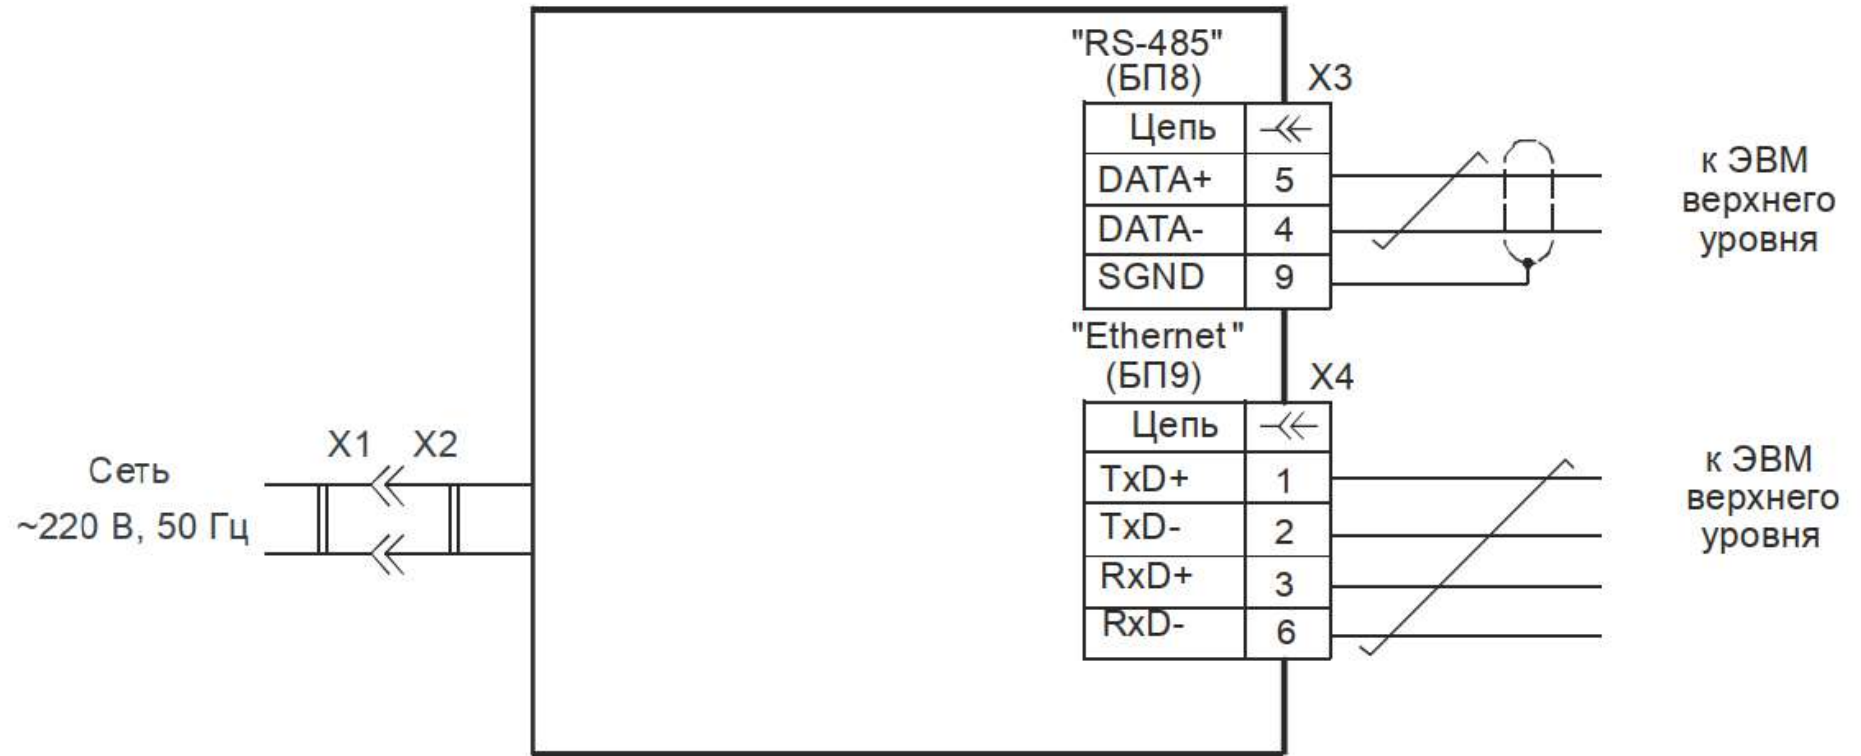 "RS-485"
(БП8)
X3
Цепь
DATA+ 5
DATA- 4
SGND 9
к ЭВМ
верхнего
уровня
"Ethernet"
(БП9)
X4
Цепь
TxD+ 1
TxD- 2
RxD+ 3
RxD- 6
к ЭВМ
верхнего
уровня
X1 X2
Сеть
~220 В, 50 Гц